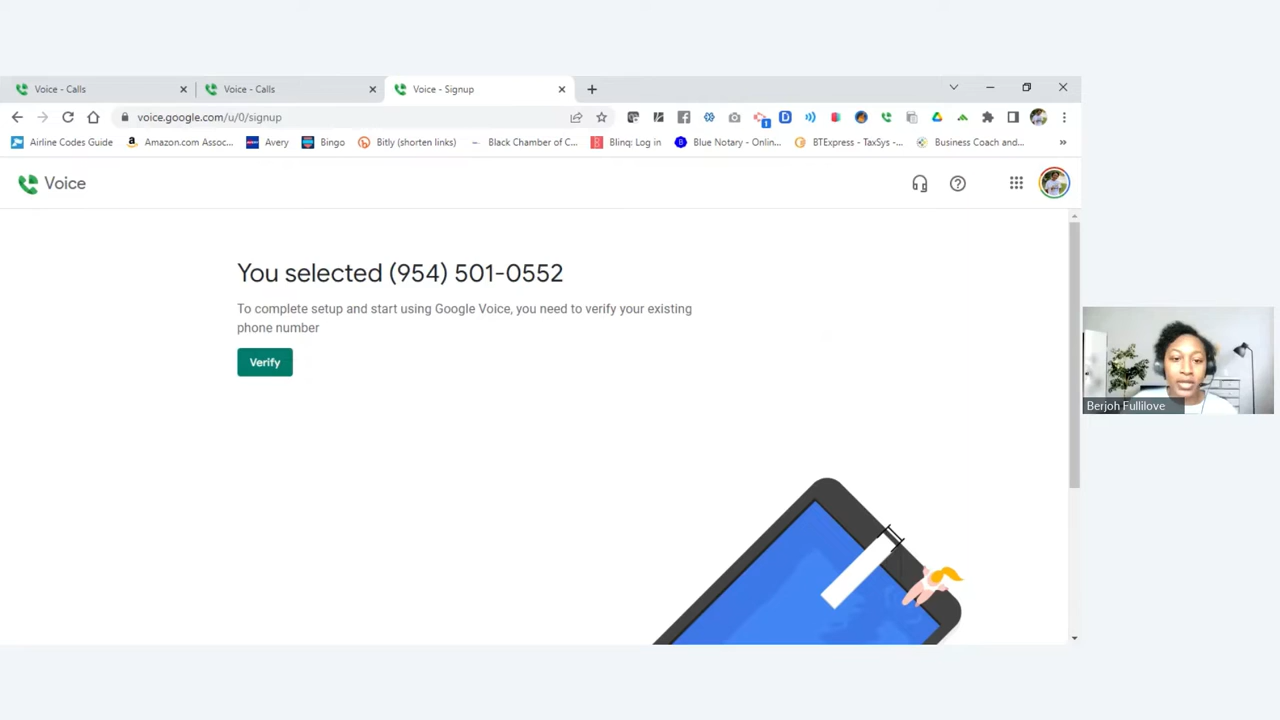 Voice - Calls
Voice - Calls
Voice - Signup
voice.google.com/u/0/signup
Airline Codes Guide
Amazon.com Assoc...
Avery
Bingo
Bitly (shorten links)
Black Chamber of C...
Blinq: Log in
Blue Notary - Onlin...
BTExpress - TaxSys -...
Business Coach and...
Voice
You selected (954) 501-0552
To complete setup and start using Google Voice, you need to verify your existing
phone number
Verify
Berjoh Fullilove